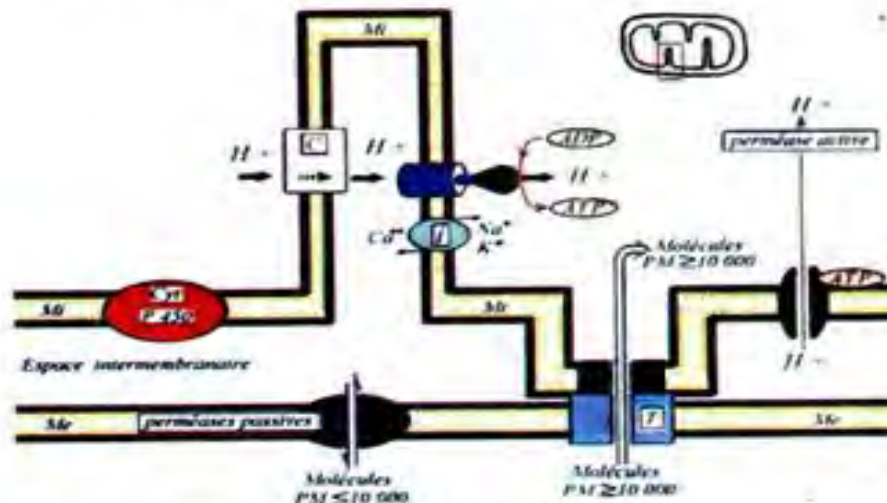 Mi
H +
C
H +
ADP
H +
ATP
H +
perméase active
Ca
Na
K
Molécules
PM ≥ 10 000
ATP
Mi
Cyt
P 450
Mi
H +
Espace intermembranaire
Me
perméases passives
T
Me
Molécules
PM ≤ 10 000
Molécules
PM ≥ 10 000